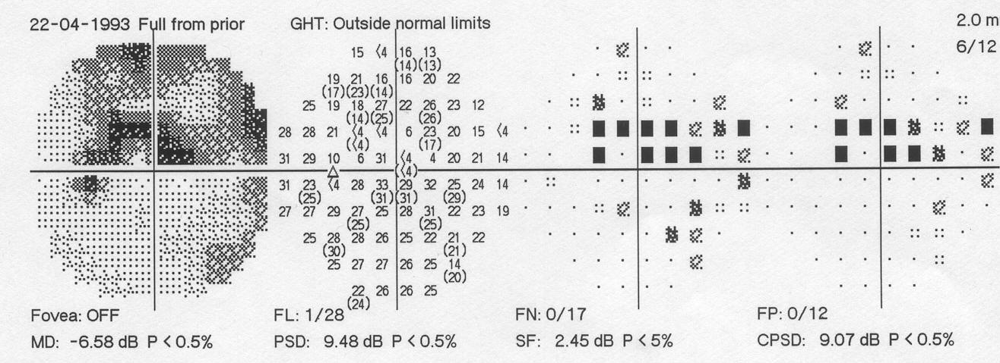 22-04-1993 Full from prior GHT: Outside normal limits 2.0 m
6/12
15 〈4 16 13
(14)(13)
19 21 16 16 20 22
(17)(23)(14)
25 19 18 27 22 26 23 12
(14)(25) (26)
28 28 21 〈4 〈4 6 23 20 15 〈4
(〈4) (17)
31 29 10 6 31 〈4 4 20 21 14
(〈4)
31 23 〈4 28 33 29 32 25 24 14
(25) (31)(31) (29)
27 27 29 27 25 28 31 22 23 19
(25) (25)
25 28 28 26 25 22 21 22
(30) (21)
25 27 27 26 25 14
(20)
22 26 26 25
(24)
Fovea: OFF FL: 1/28 FN: 0/17 FP: 0/12
MD: -6.58 dB P < 0.5% PSD: 9.48 dB P < 0.5% SF: 2.45 dB P < 5% CPSD: 9.07 dB P < 0.5%